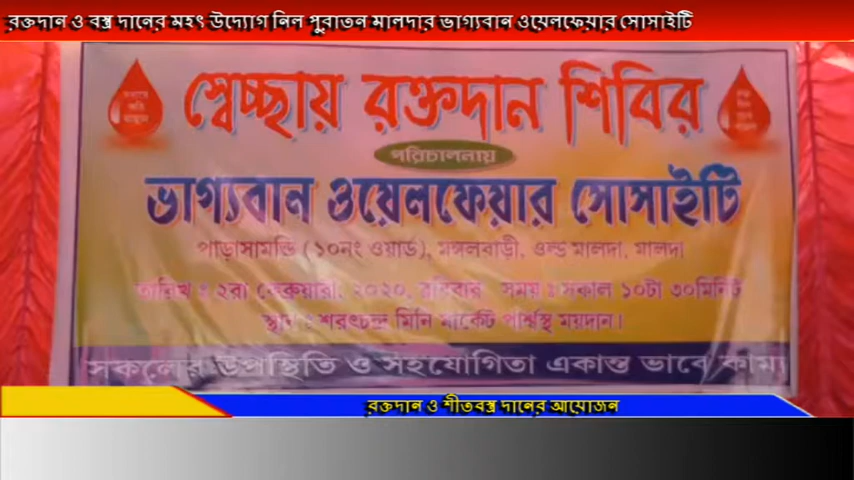 রক্তদান ও বস্ত্র দানের মহৎ উদ্যোগ নিল পুরাতন মালদার ভাগ্যবান ওয়েলফেয়ার সোসাইটি
স্বেচ্ছায় রক্তদান শিবির
পরিচালনায়
ভাগ্যবান ওয়েলফেয়ার সোসাইটি
পাড়াসামন্ডি (১০নং ওয়ার্ড), মঙ্গলবাড়ী, ওল্ড মালদা, মালদা
তারিখ ঃ ২রা ফেব্রুয়ারী, ২০২০, রবিবার সময় ঃ সকাল ১০টা ৩০মিনিট
স্থান ঃ শরৎচন্দ্র মিনি মার্কেট পার্শ্বস্থ ময়দান।
সকলের উপস্থিতি ও সহযোগিতা একান্ত ভাবে কাম্য
রক্তদান ও শীতবস্ত্র দানের আয়োজন